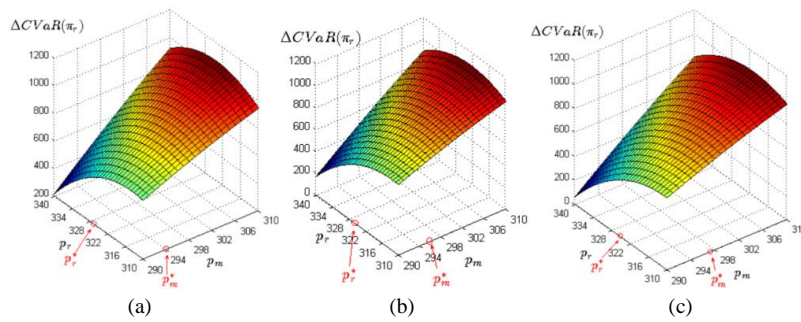 ΔCVaR(π_r) ΔCVaR(π_r) ΔCVaR(π_r)
1200 1200 1200
1000 1000 1000
800 800 800
600 600 600
400 400 400
200 200 200
0 0
340 334 328 322 316 310 340 334 328 322 316 310 340 334 328 322 316 310
290 294 298 302 306 310 290 294 298 302 306 310 290 294 298 302 306 31
p_r p_m p_r p_m p_r p_m
p_r^* p_m^* p_r^* p_m^* p_r^* p_m^*
(a) (b) (c)